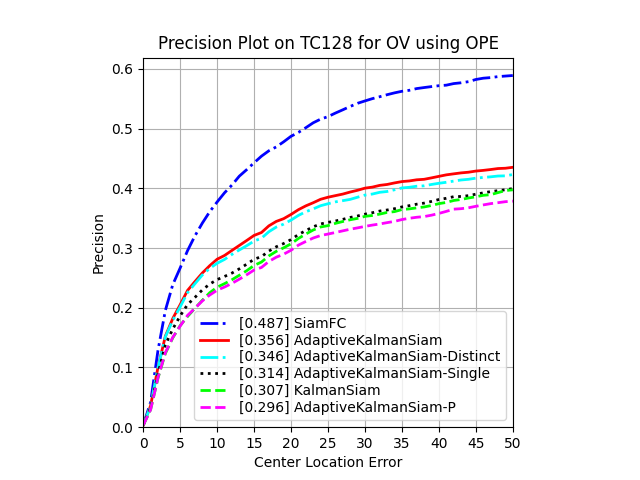 Precision Plot on TC128 for OV using OPE
0.6
0.5
0.4
0.3
0.2
0.1
0.0
Precision
[0.487] SiamFC
[0.356] AdaptiveKalmanSiam
[0.346] AdaptiveKalmanSiam-Distinct
[0.314] AdaptiveKalmanSiam-Single
[0.307] KalmanSiam
[0.296] AdaptiveKalmanSiam-P
0 5 10 15 20 25 30 35 40 45 50
Center Location Error